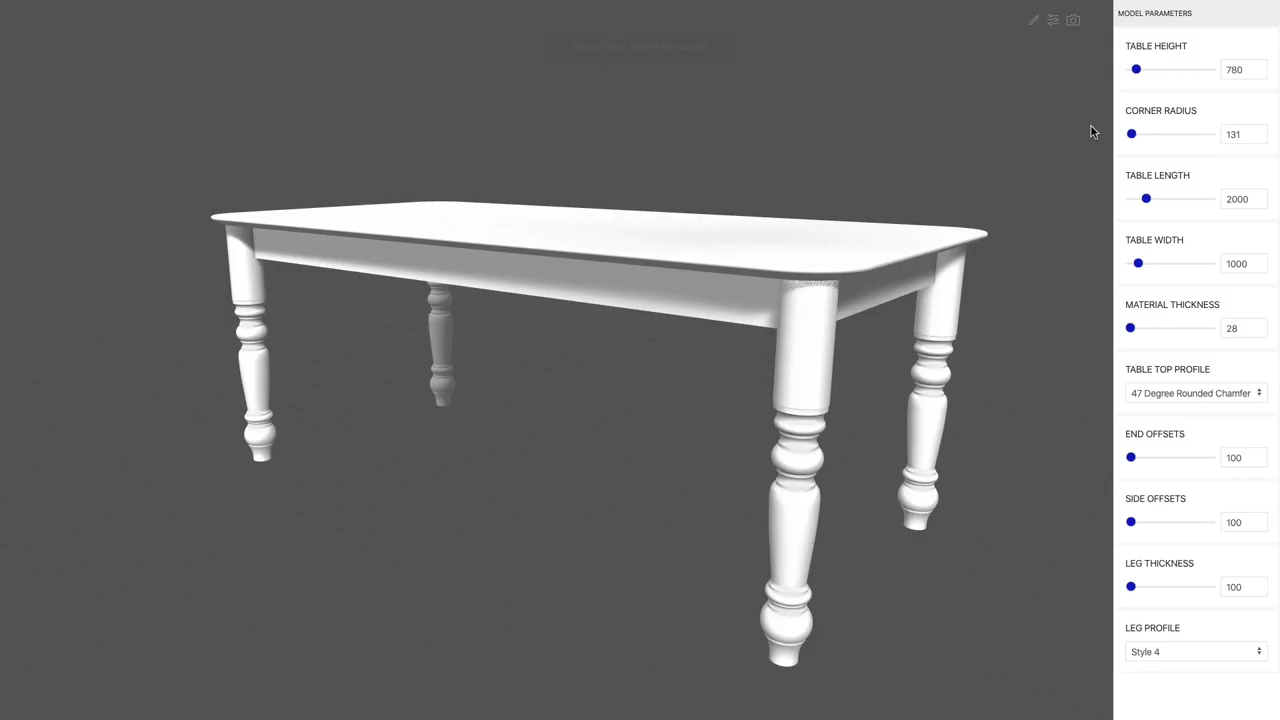 MODEL PARAMETERS
TABLE HEIGHT
780
CORNER RADIUS
131
TABLE LENGTH
2000
TABLE WIDTH
1000
MATERIAL THICKNESS
28
TABLE TOP PROFILE
47 Degree Rounded Chamfer
END OFFSETS
100
SIDE OFFSETS
100
LEG THICKNESS
100
LEG PROFILE
Style 4